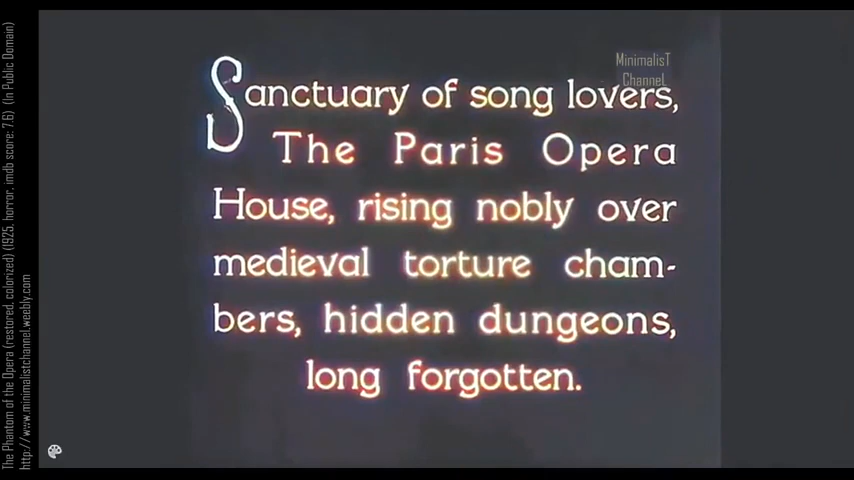 MinimalisT
ChanneL
Sanctuary of song lovers,
The Paris Opera
House, rising nobly over
medieval torture cham-
bers, hidden dungeons,
long forgotten.
The Phantom of the Opera (restored, colorized) (1925, horror, imdb score: 7.6) (In Public Domain)
http://www.minimalistchannel.weebly.com